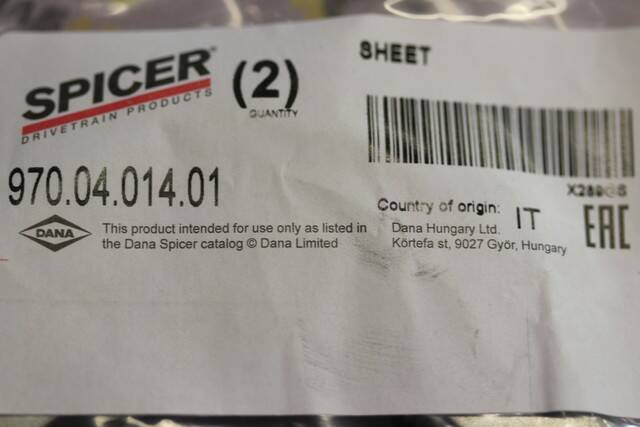 SPICER®
DRIVETRAIN PRODUCTS
(2)
QUANTITY
SHEET
970.04.014.01
DANA
This product intended for use only as listed in
the Dana Spicer catalog © Dana Limited
Country of origin: IT
Dana Hungary Ltd.
Körtefa st, 9027 Györ, Hungary
EAC